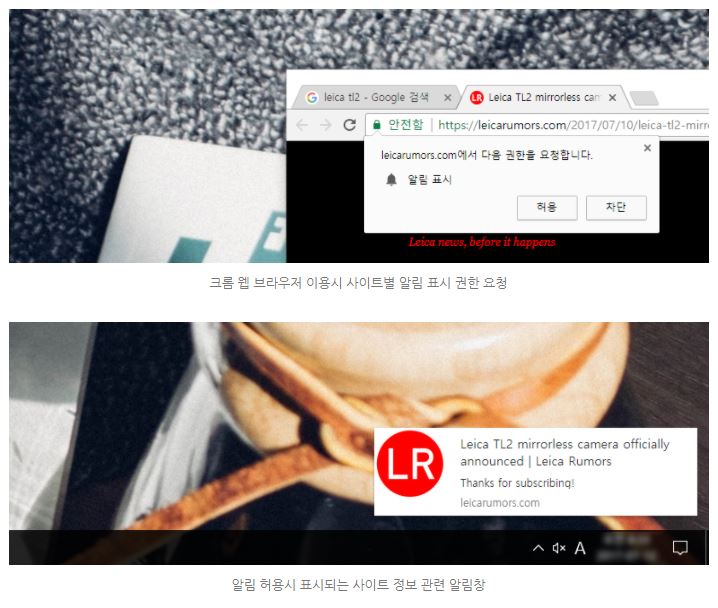 leica tl2 - Google 검색
LR Leica TL2 mirrorless cam
안전함 | https://leicarumors.com/2017/07/10/leica-tl2-mirr
leicarumors.com에서 다음 권한을 요청합니다.
알림 표시
허용 차단
Leica news, before it happens
크롬 웹 브라우저 이용시 사이트별 알림 표시 권한 요청
LR
Leica TL2 mirrorless camera officially
announced | Leica Rumors
Thanks for subscribing!
leicarumors.com
A
알림 허용시 표시되는 사이트 정보 관련 알림창